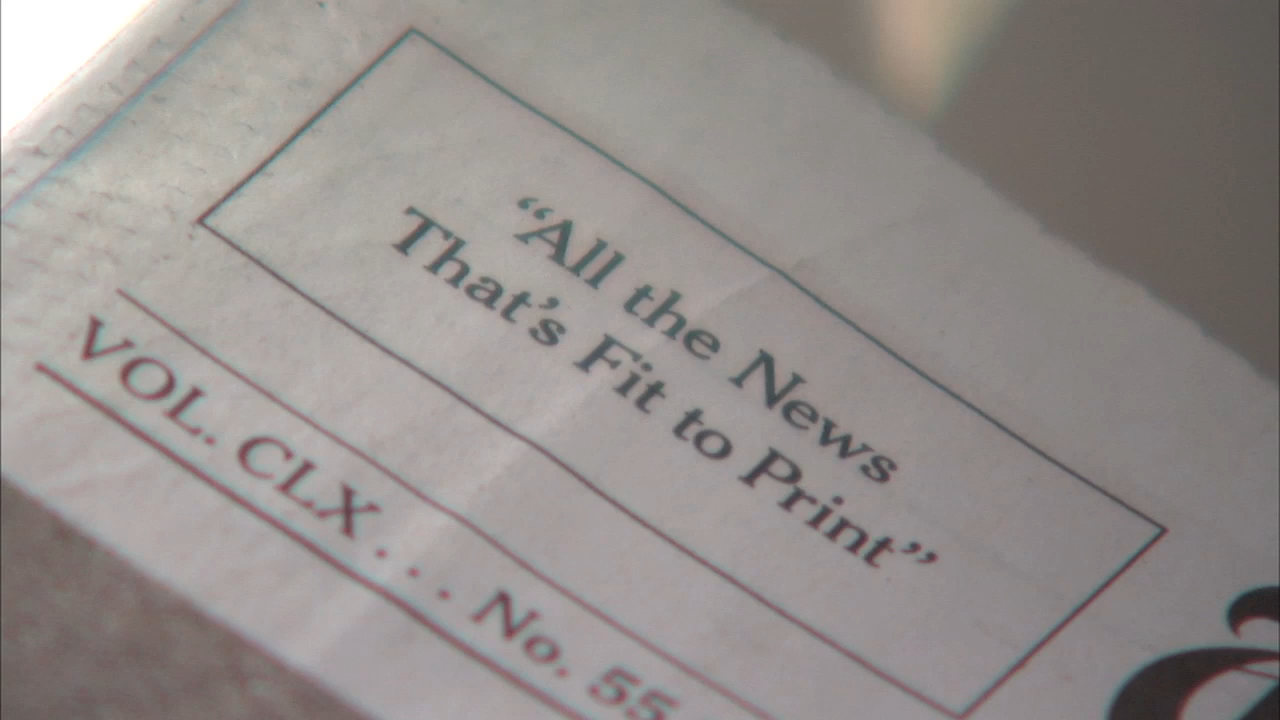 “All the News
That’s Fit to Print”
VOL. CLX . . . No. 55